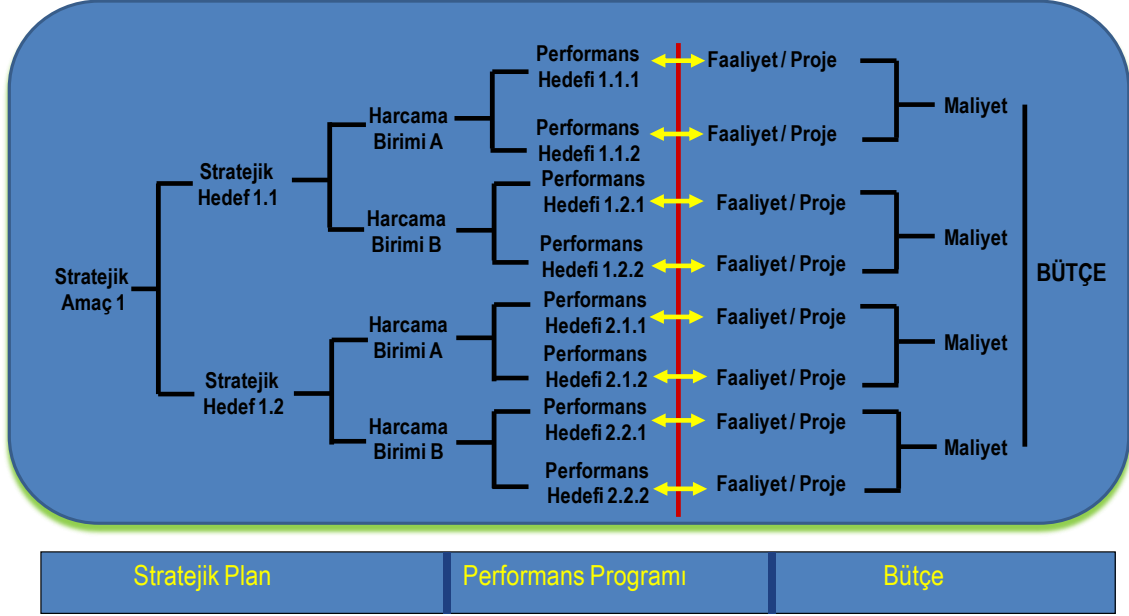 Performans
Hedefi 1.1.1
Faaliyet / Proje
Maliyet
Harcama
Birimi A
Performans
Hedefi 1.1.2
Faaliyet / Proje
Stratejik
Hedef 1.1
Performans
Hedefi 1.2.1
Faaliyet / Proje
Harcama
Birimi B
Maliyet
Performans
Hedefi 1.2.2
Faaliyet / Proje
Stratejik
Amaç 1
BÜTÇE
Performans
Hedefi 2.1.1
Faaliyet / Proje
Harcama
Birimi A
Maliyet
Performans
Hedefi 2.1.2
Faaliyet / Proje
Stratejik
Hedef 1.2
Performans
Hedefi 2.2.1
Faaliyet / Proje
Harcama
Birimi B
Maliyet
Performans
Hedefi 2.2.2
Faaliyet / Proje
Stratejik Plan
Performans Programı
Bütçe